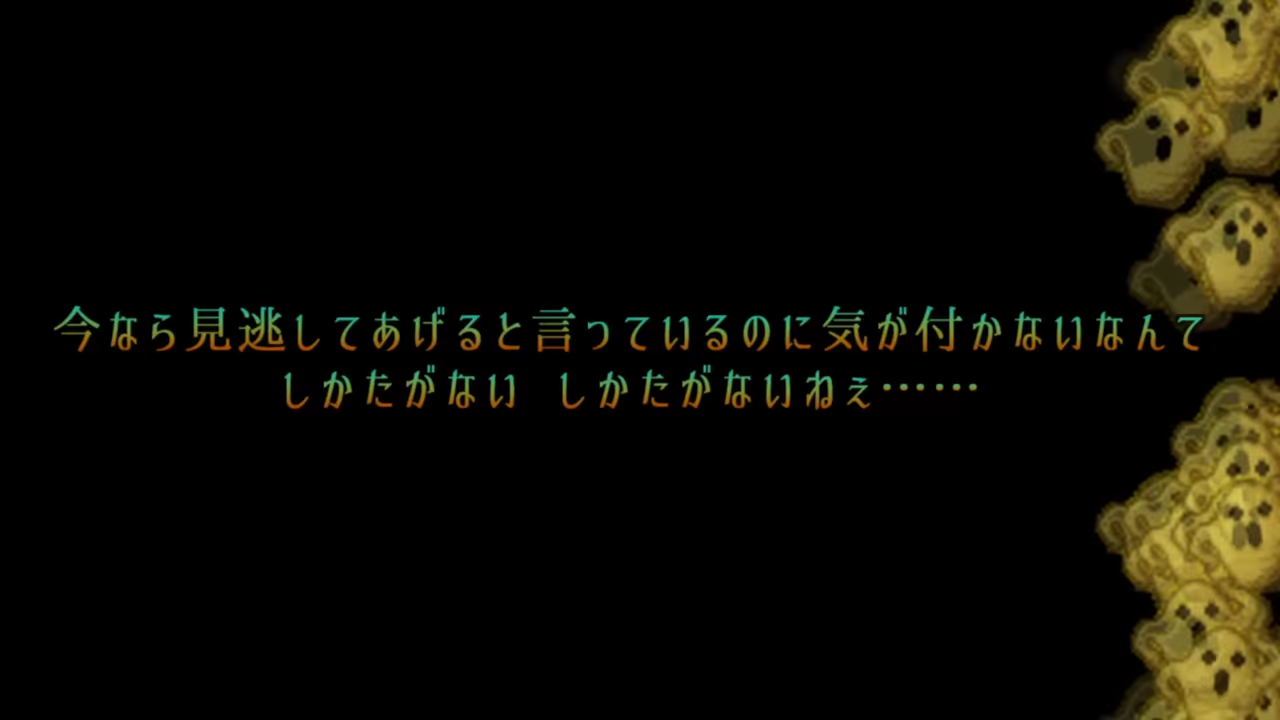 今なら見逃してあげると言っているのに気が付かないなんて
しかたがない　しかたがないねぇ……